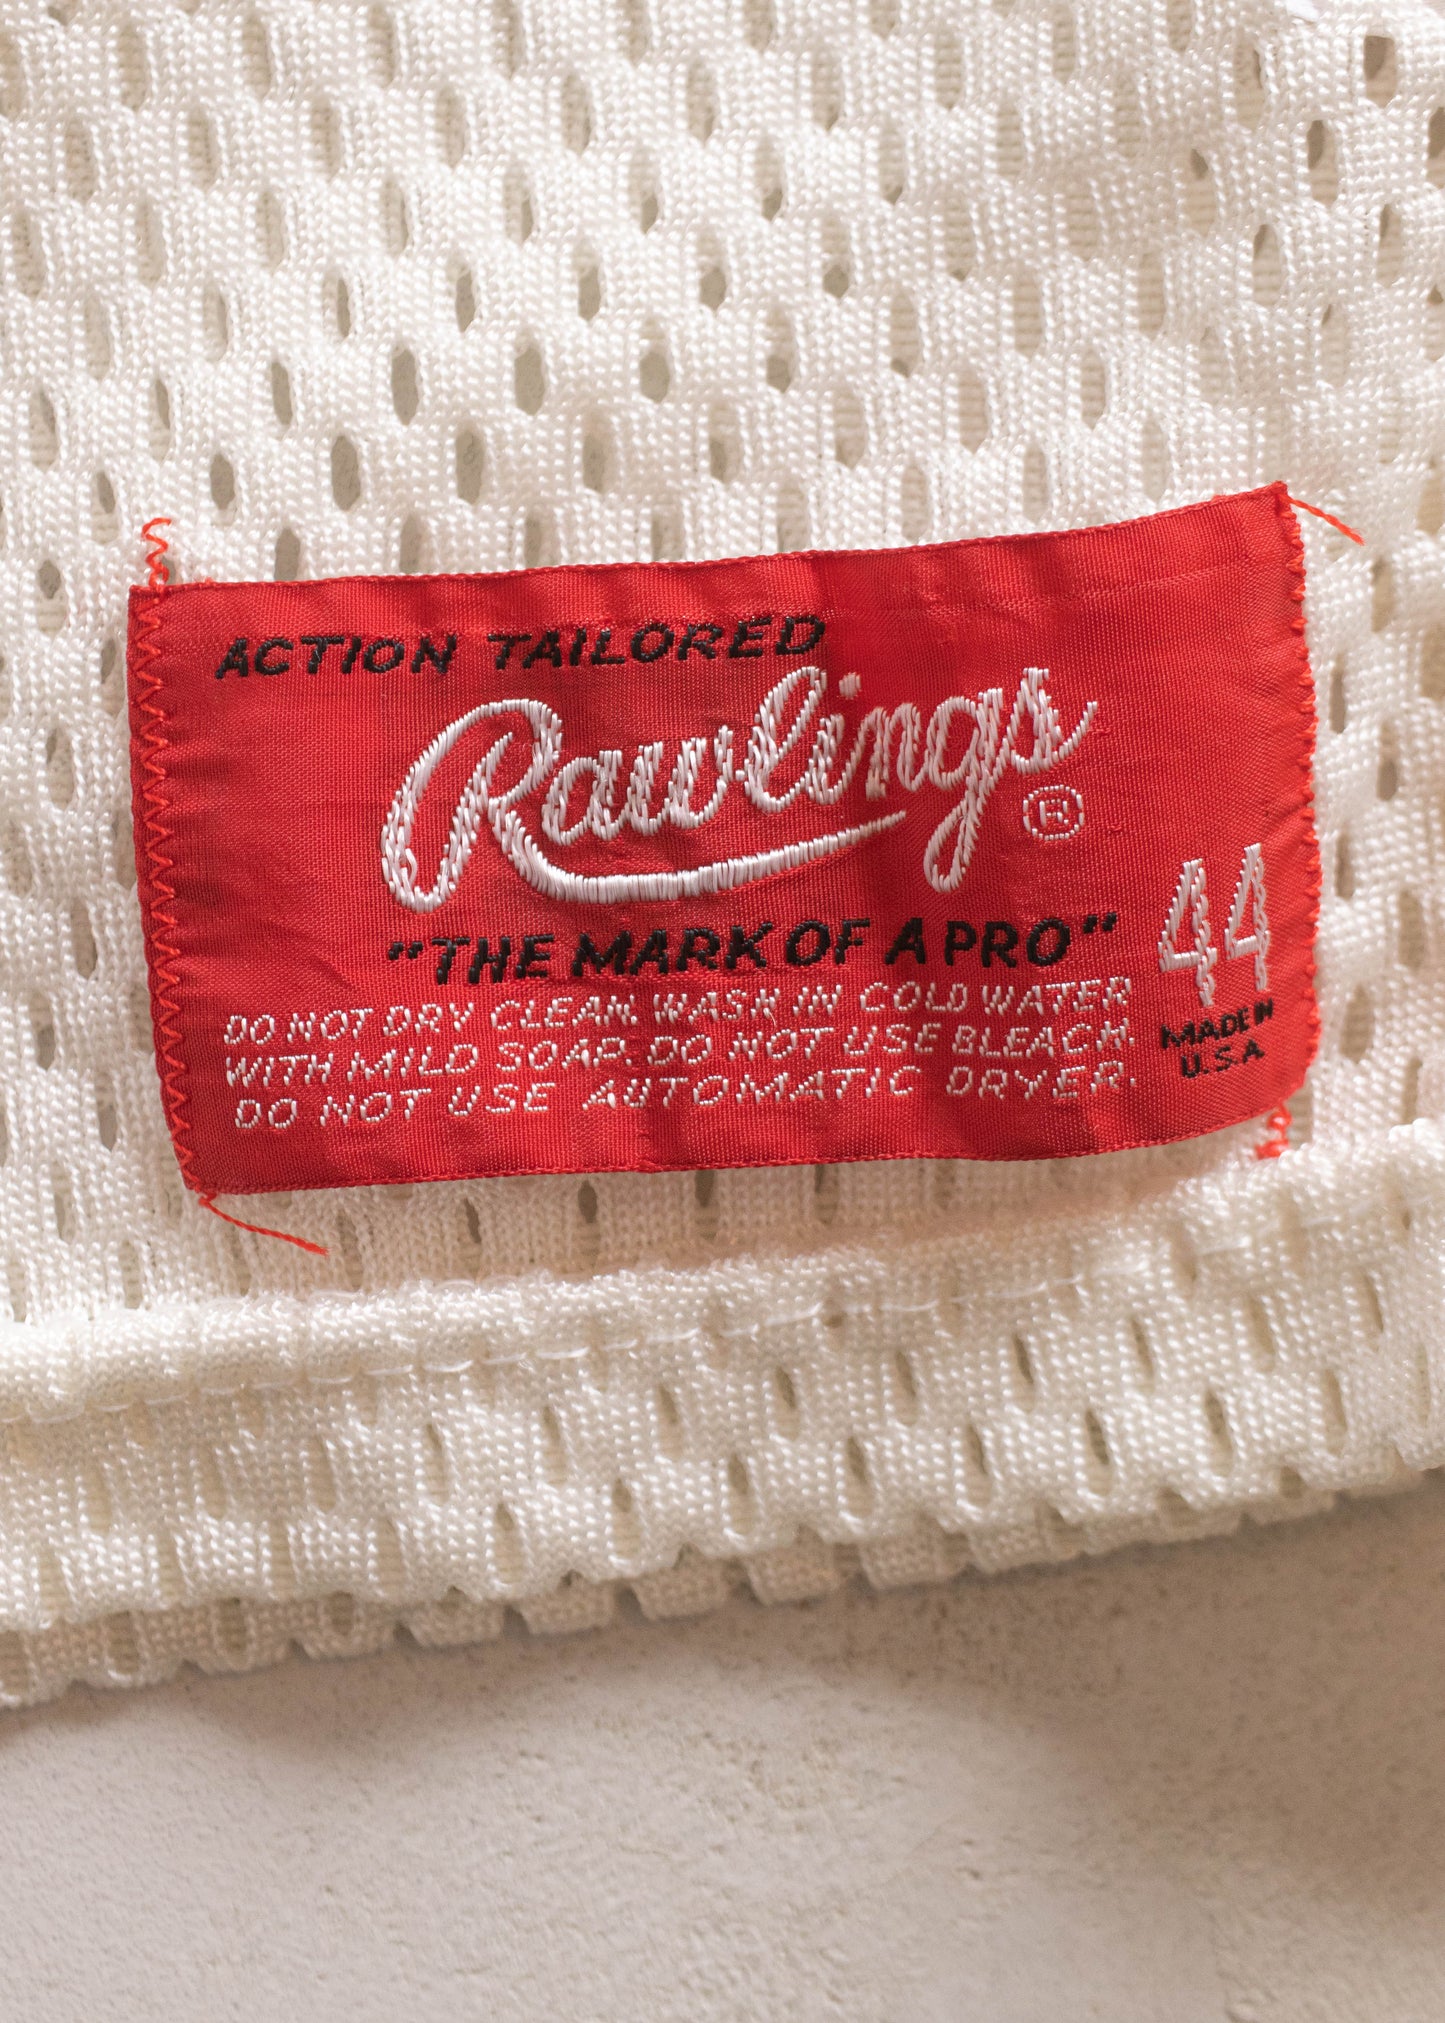 ACTION TAILORED
Rawlings ®
"THE MARK OF A PRO"
44
DO NOT DRY CLEAN. WASH IN COLD WATER
WITH MILD SOAP. DO NOT USE BLEACH.
DO NOT USE AUTOMATIC DRYER.
MADE IN
U.S.A